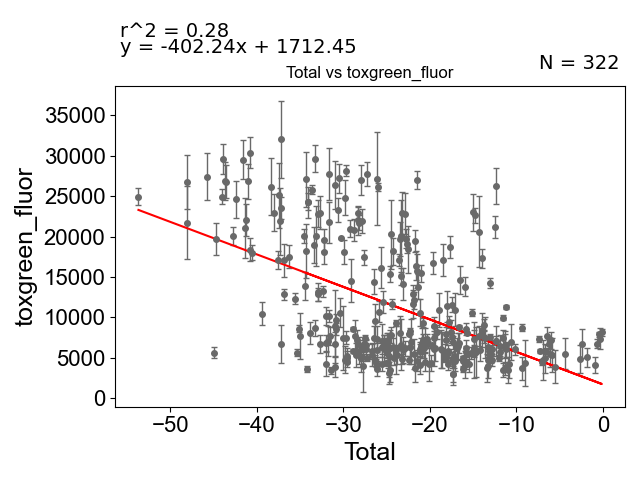 r^2 = 0.28
y = -402.24x + 1712.45
N = 322
Total vs toxgreen_fluor
35000
30000
25000
20000
15000
10000
5000
0
toxgreen_fluor
−50 −40 −30 −20 −10 0
Total